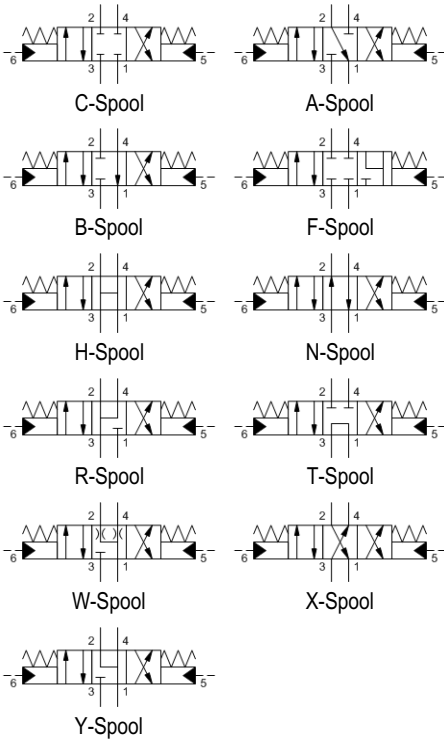 2 4
6 3 1 5
C-Spool
2 4
6 3 1 5
A-Spool
2 4
6 3 1 5
B-Spool
2 4
6 3 1 5
F-Spool
2 4
6 3 1 5
H-Spool
2 4
6 3 1 5
N-Spool
2 4
6 3 1 5
R-Spool
2 4
6 3 1 5
T-Spool
2 4
6 3 1 5
W-Spool
2 4
6 3 1 5
X-Spool
2 4
6 3 1 5
Y-Spool